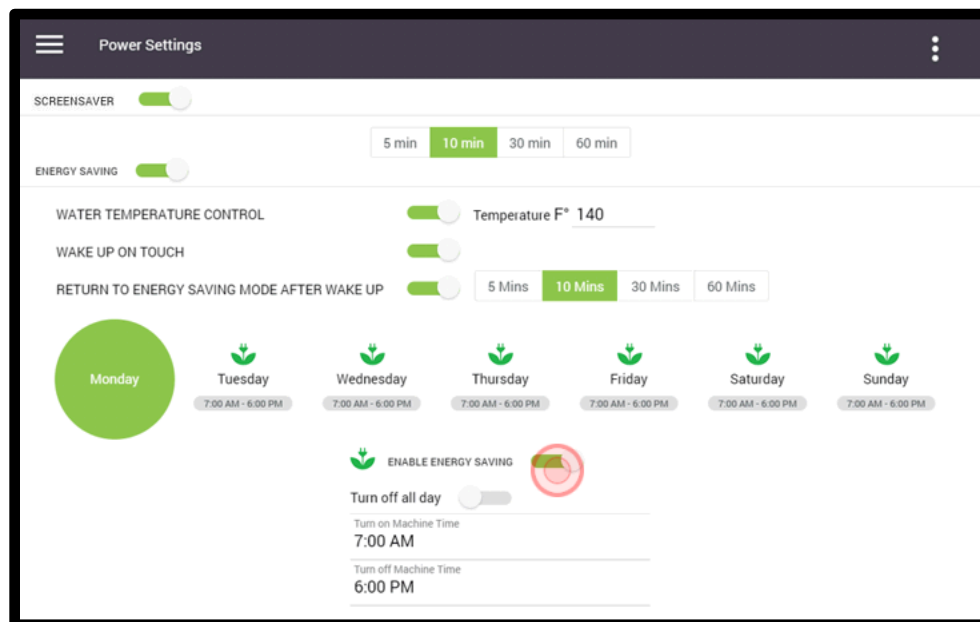 Power Settings
SCREENSAVER
5 min 10 min 30 min 60 min
ENERGY SAVING
WATER TEMPERATURE CONTROL Temperature F° 140
WAKE UP ON TOUCH
RETURN TO ENERGY SAVING MODE AFTER WAKE UP 5 Mins 10 Mins 30 Mins 60 Mins
Monday Tuesday Wednesday Thursday Friday Saturday Sunday
7:00 AM - 6:00 PM 7:00 AM - 6:00 PM 7:00 AM - 6:00 PM 7:00 AM - 6:00 PM 7:00 AM - 6:00 PM 7:00 AM - 6:00 PM
ENABLE ENERGY SAVING
Turn off all day
Turn on Machine Time
7:00 AM
Turn off Machine Time
6:00 PM